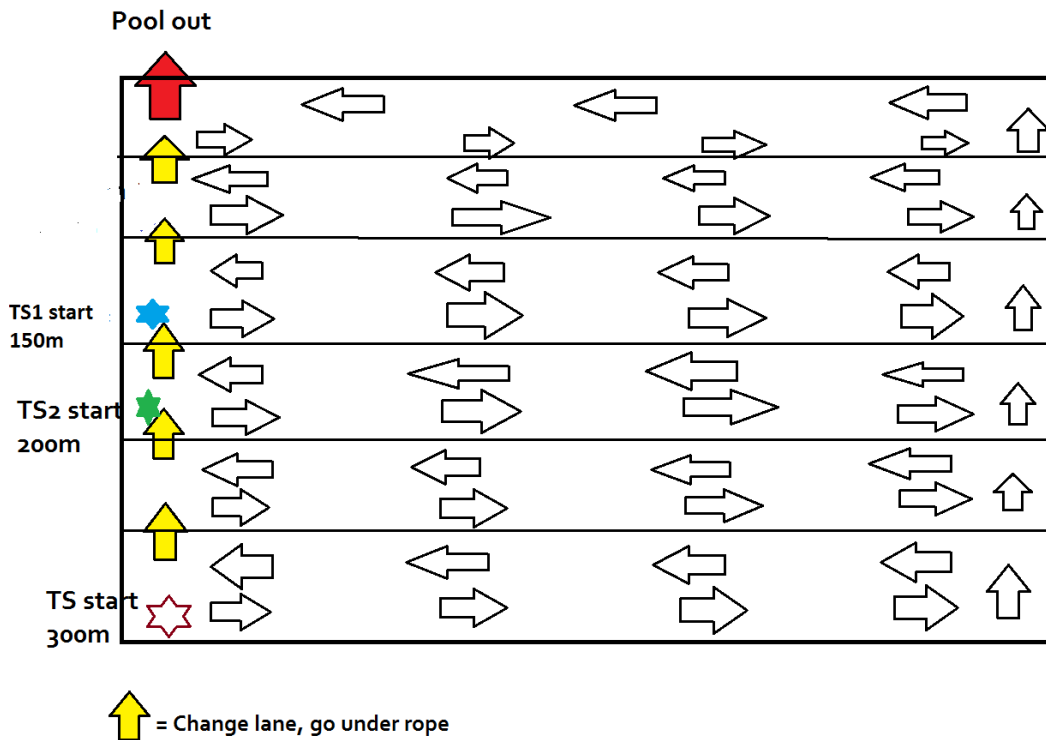 Pool out
TS1 start
150m
TS2 start
200m
TS start
300m
= Change lane, go under rope